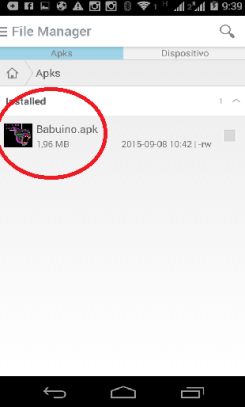 9:39
File Manager
Apks Dispositivo
Apks
Installed 1
Babuino.apk
1,96 MB 2015-09-08 10:42 | -rw